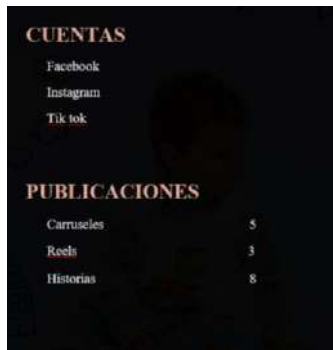 CUENTAS
Facebook
Instagram
Tik tok
PUBLICACIONES
Carruseles 5
Reels 3
Historias 8